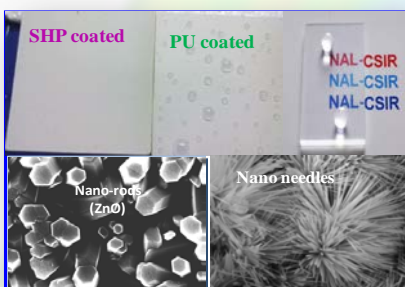 SHP coated
PU coated
NAL-CSIR
NAL-CSIR
NAL-CSIR
Nano-rods
(ZnO)
Nano needles